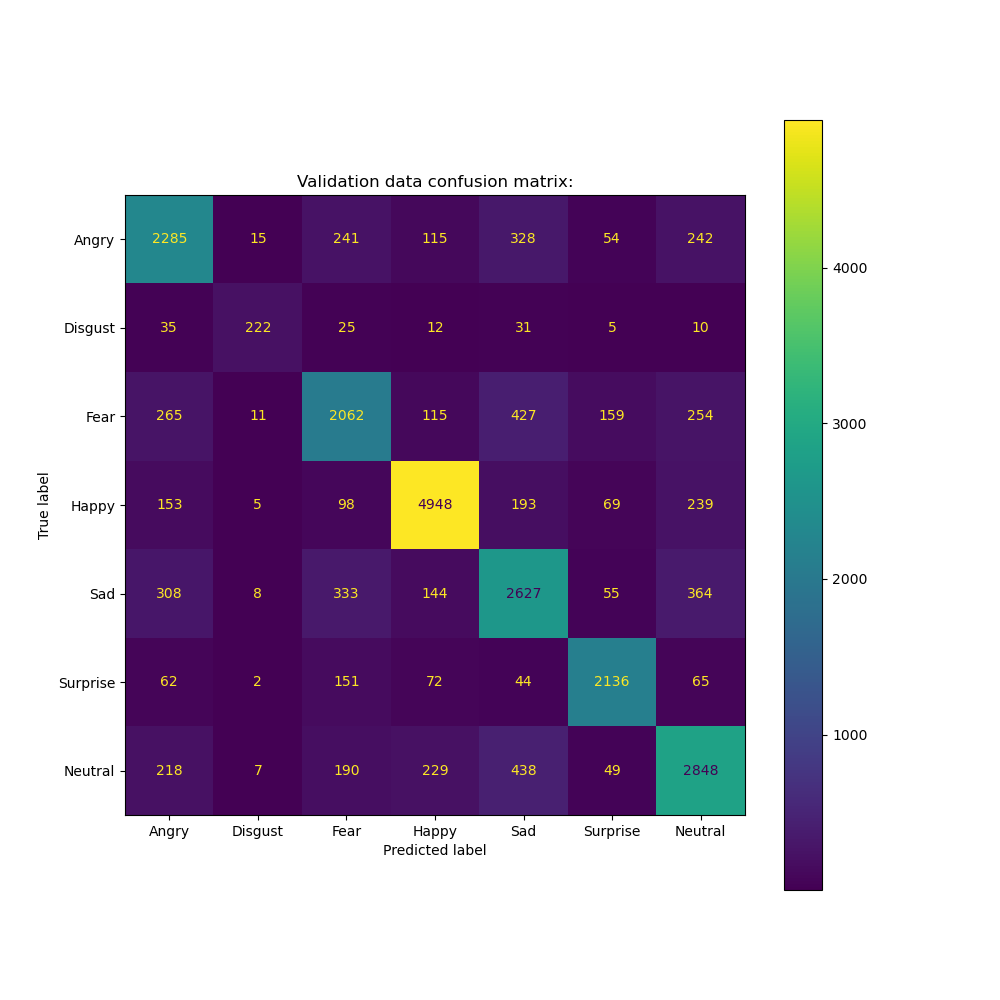 Validation data confusion matrix:
Angry 2285 15 241 115 328 54 242
Disgust 35 222 25 12 31 5 10
Fear 265 11 2062 115 427 159 254
Happy 153 5 98 4948 193 69 239
Sad 308 8 333 144 2627 55 364
Surprise 62 2 151 72 44 2136 65
Neutral 218 7 190 229 438 49 2848
Angry Disgust Fear Happy Sad Surprise Neutral
Predicted label
True label
4000
3000
2000
1000